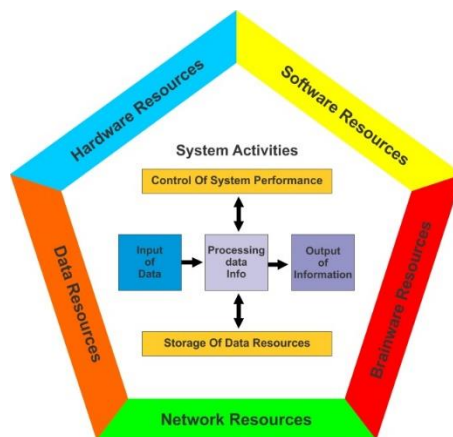 Hardware Resources
Software Resources
System Activities
Control Of System Performance
Input
of
Data
Processing
data
Info
Output
of
Information
Storage Of Data Resources
Data Resources
Brainware Resources
Network Resources